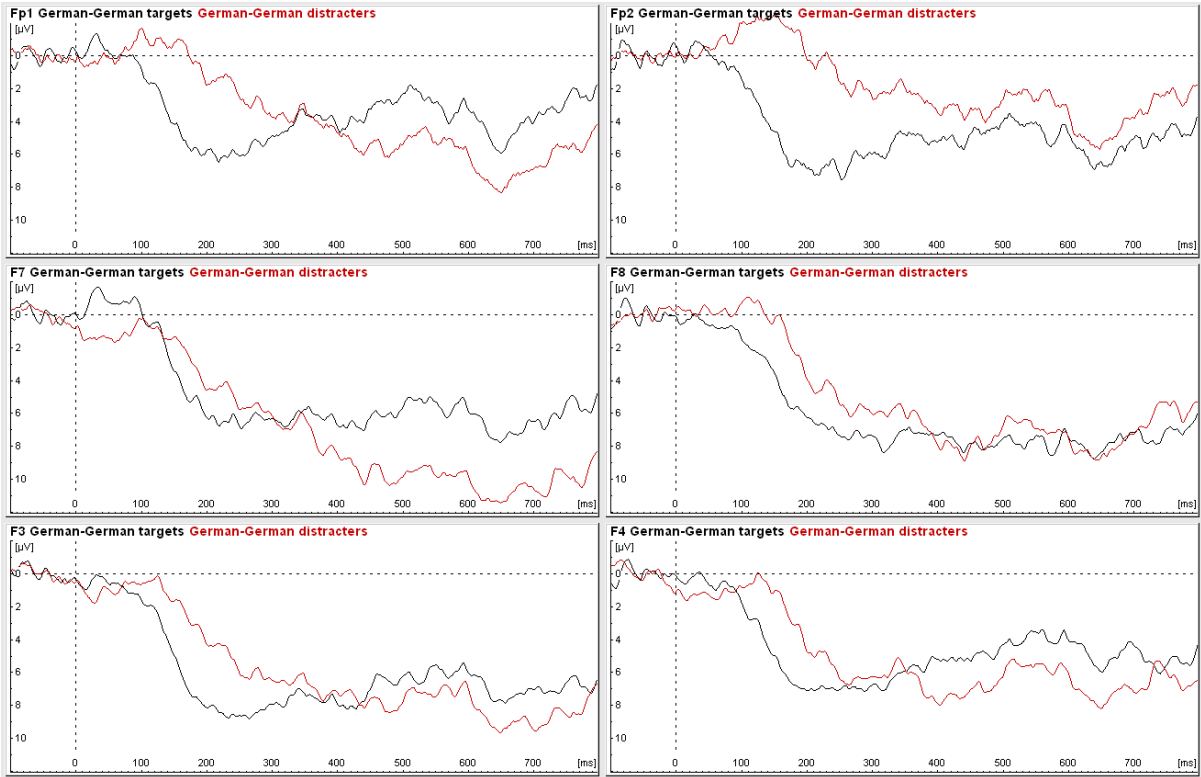 Fp1 German-German targets German-German distracters
[µV]
0
2
4
6
8
10
0 100 200 300 400 500 600 700 [ms]
Fp2 German-German targets German-German distracters
[µV]
0
2
4
6
8
10
0 100 200 300 400 500 600 700 [ms]
F7 German-German targets German-German distracters
[µV]
0
2
4
6
8
10
0 100 200 300 400 500 600 700 [ms]
F8 German-German targets German-German distracters
[µV]
0
2
4
6
8
10
0 100 200 300 400 500 600 700 [ms]
F3 German-German targets German-German distracters
[µV]
0
2
4
6
8
10
0 100 200 300 400 500 600 700 [ms]
F4 German-German targets German-German distracters
[µV]
0
2
4
6
8
10
0 100 200 300 400 500 600 700 [ms]